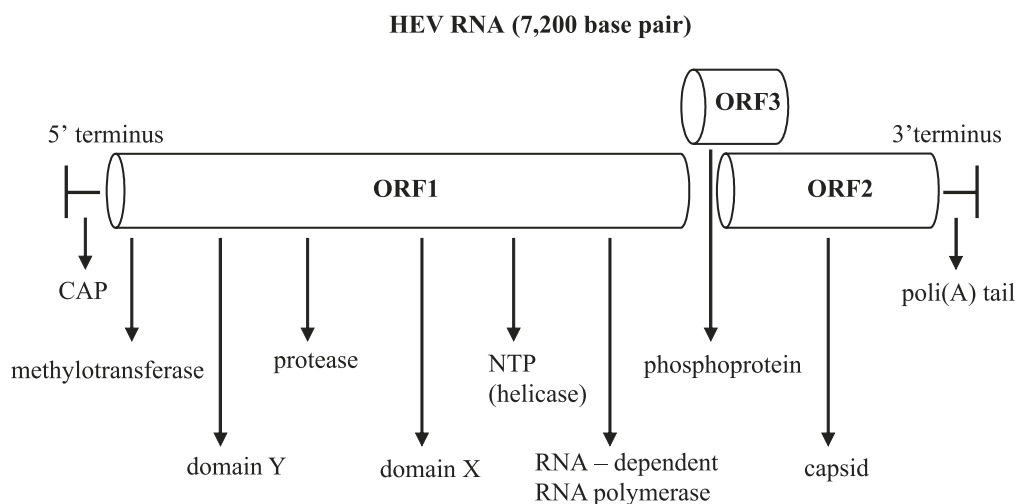 HEV RNA (7,200 base pair)
ORF3
5’ terminus
3’terminus
ORF1
ORF2
CAP
poli(A) tail
methylotransferase
protease
NTP
(helicase)
phosphoprotein
domain Y
domain X
RNA – dependent
RNA polymerase
capsid